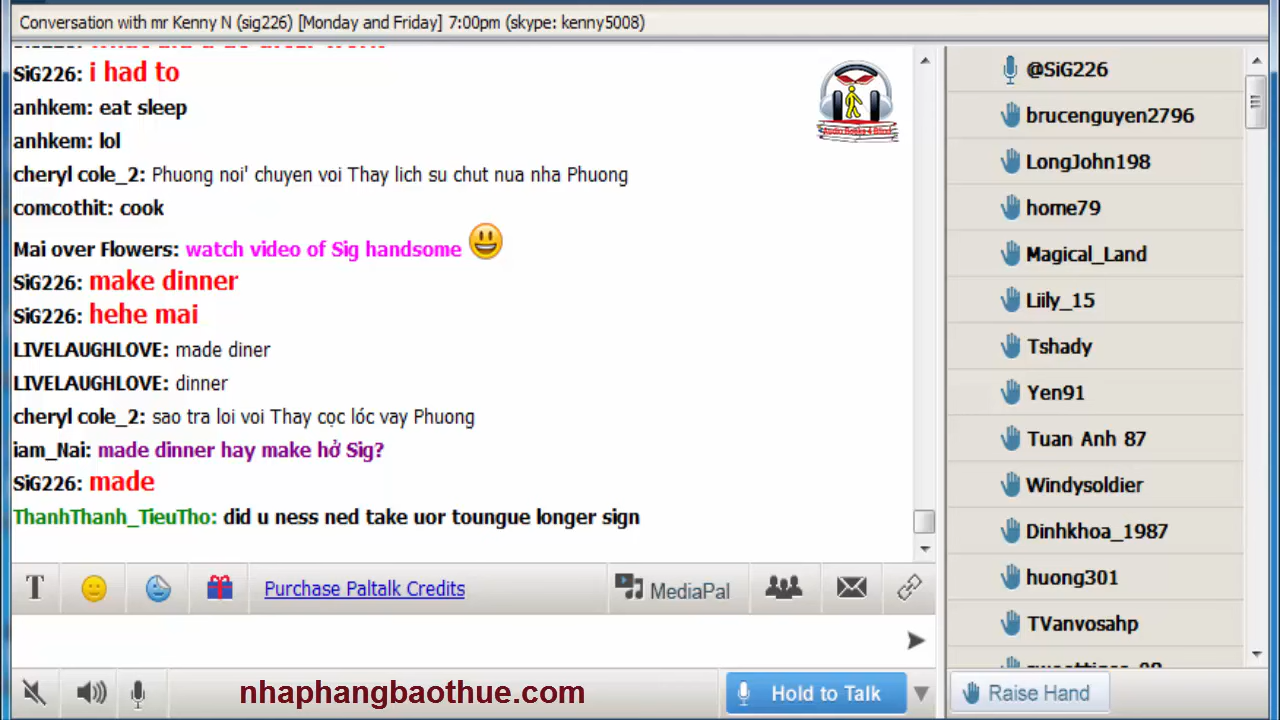 Conversation with mr Kenny N (sig226) [Monday and Friday] 7:00pm (skype: kenny5008)
SiG226: i had to
anhkem: eat sleep
anhkem: lol
cheryl cole_2: Phuong noi' chuyen voi Thay lich su chut nua nha Phuong
comcothit: cook
Mai over Flowers: watch video of Sig handsome
SiG226: make dinner
SiG226: hehe mai
LIVELAUGHLOVE: made diner
LIVELAUGHLOVE: dinner
cheryl cole_2: sao tra loi voi Thay cọc lóc vay Phuong
iam_Nai: made dinner hay make hở Sig?
SiG226: made
ThanhThanh_TieuTho: did u ness ned take uor toungue longer sign
Audio Books 4 Blind
T
Purchase Paltalk Credits
MediaPal
nhaphangbaothue.com
Hold to Talk
@SiG226
brucenguyen2796
LongJohn198
home79
Magical_Land
Liily_15
Tshady
Yen91
Tuan Anh 87
Windysoldier
Dinhkhoa_1987
huong301
TVanvosahp
Raise Hand